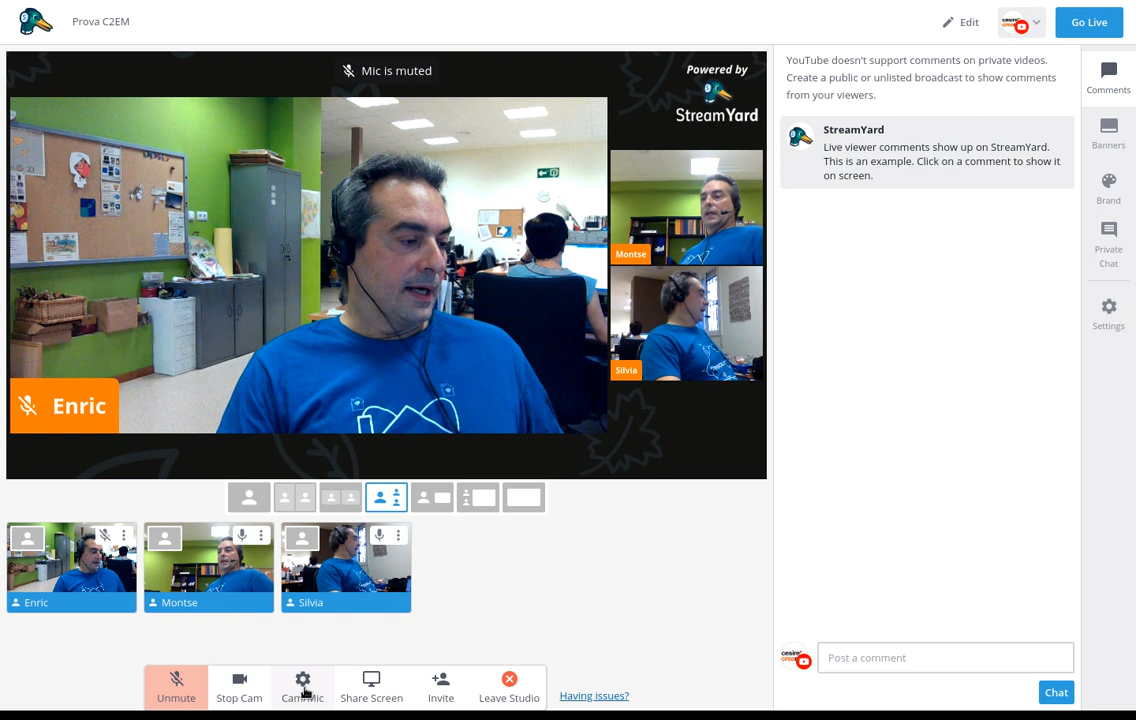 Prova C2EM
Edit
Go Live
Mic is muted
Powered by
StreamYard
Montse
Silvia
Enric
Enric
Montse
Silvia
Unmute
Stop Cam
Cam/Mic
Share Screen
Invite
Leave Studio
Having issues?
YouTube doesn't support comments on private videos.
Create a public or unlisted broadcast to show comments
from your viewers.
StreamYard
Live viewer comments show up on StreamYard.
This is an example. Click on a comment to show it
on screen.
Post a comment
Chat
Comments
Banners
Brand
Private
Chat
Settings